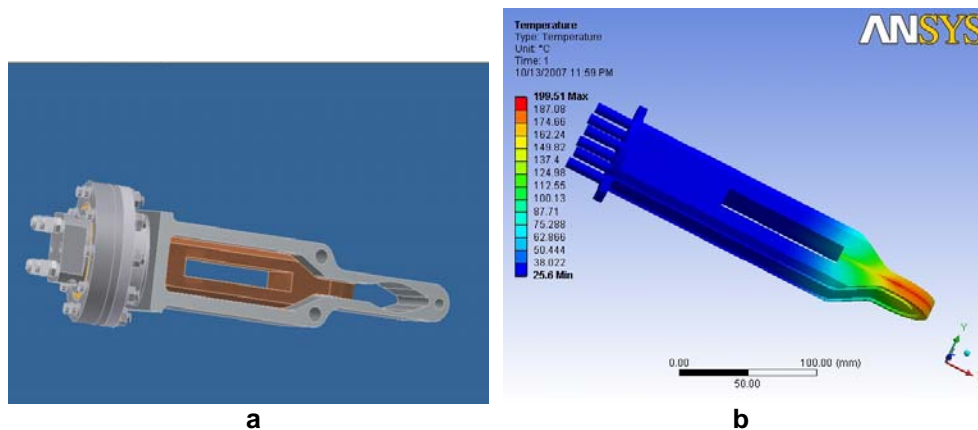 Temperature
Type: Temperature
Unit: °C
Time: 1
10/13/2007 11:59 PM
ANSYS
199.51 Max
187.08
174.66
162.24
149.82
137.4
124.98
112.55
100.13
87.71
75.288
62.866
50.444
38.022
25.6 Min
Y
0.00
100.00 (mm)
50.00
a
b